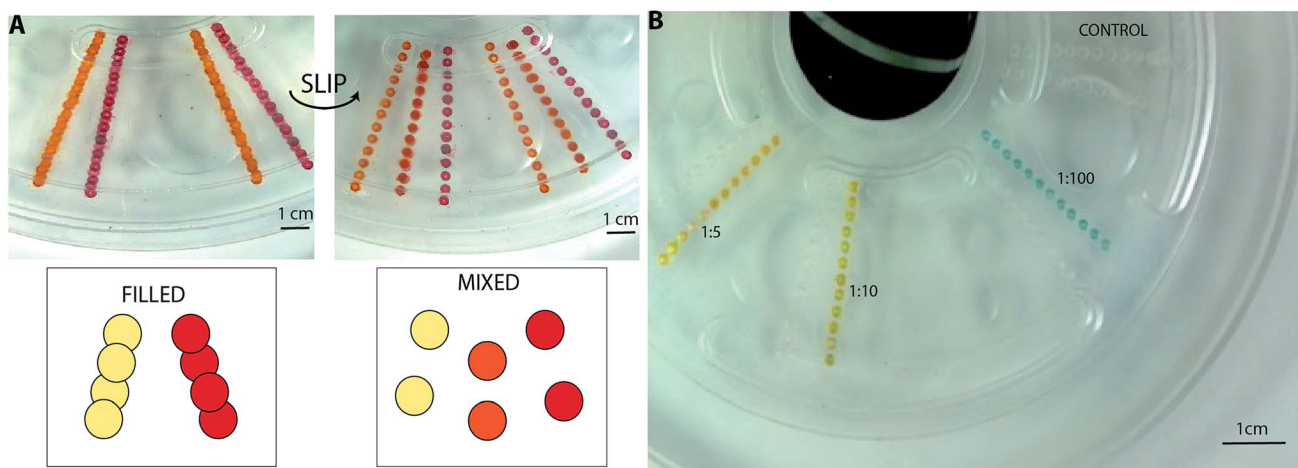 A
SLIP
1 cm
1 cm
FILLED
MIXED
B
CONTROL
1:100
1:5
1:10
1cm